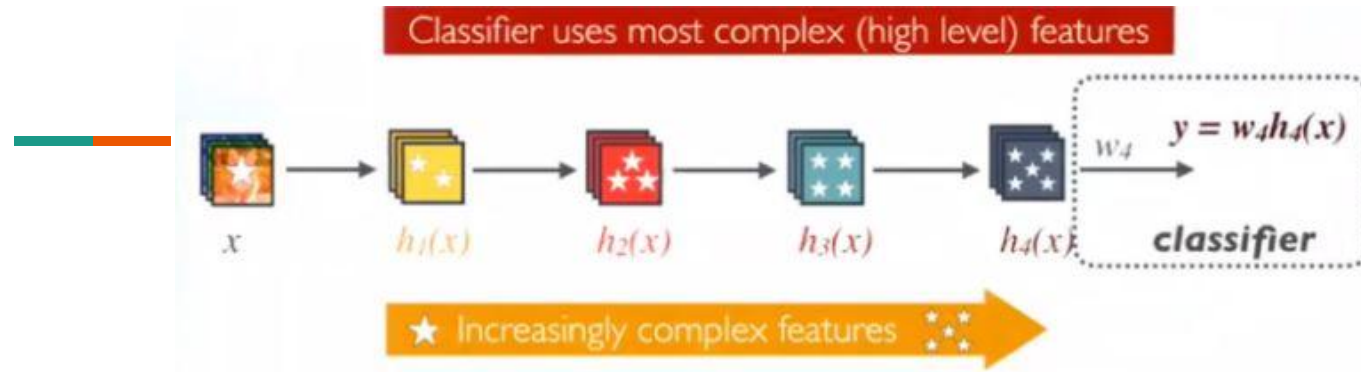 Classifier uses most complex (high level) features
w₄ y = w₄h₄(x)
x h₁(x) h₂(x) h₃(x) h₄(x) classifier
Increasingly complex features